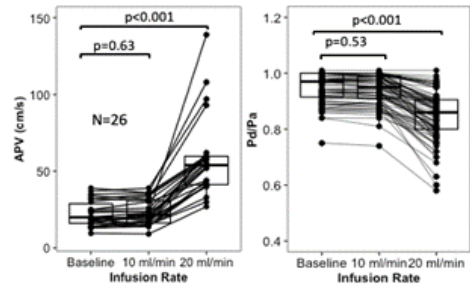 p<0.001
p=0.63
N=26
APV (cm/s)
150
100
50
0
Baseline 10 ml/min 20 ml/min
Infusion Rate
p<0.001
p=0.53
Pd/Pa
1.0
0.8
0.6
0.4
Baseline 10 ml/min 20 ml/min
Infusion Rate